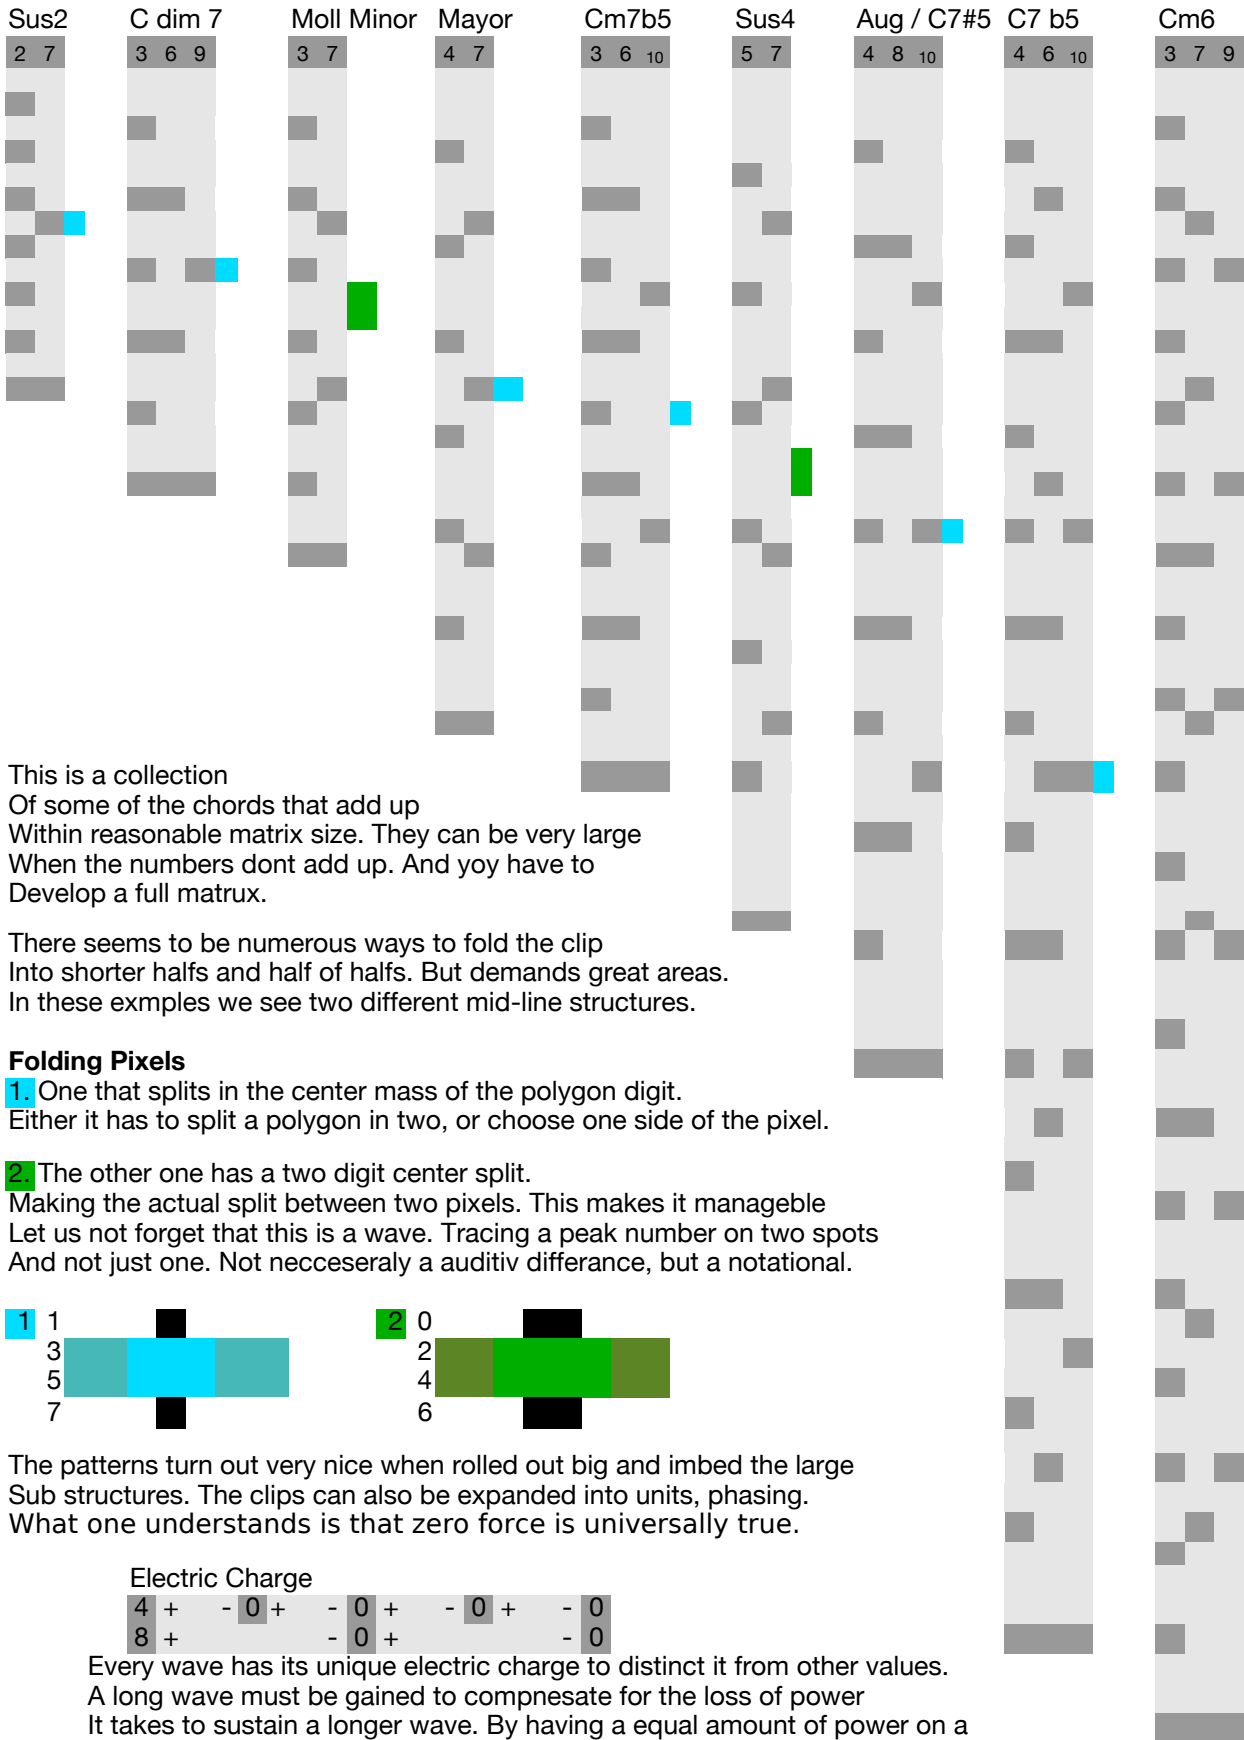 Sus2 C dim 7 Moll Minor Mayor Cm7b5 Sus4 Aug / C7#5 C7 b5 Cm6
2 7 3 6 9 3 7 4 7 3 6 10 5 7 4 8 10 4 6 10 3 7 9
This is a collection
Of some of the chords that add up
Within reasonable matrix size. They can be very large
When the numbers dont add up. And yoy have to
Develop a full matrux.
There seems to be numerous ways to fold the clip
Into shorter halfs and half of halfs. But demands great areas.
In these exmples we see two different mid-line structures.
Folding Pixels
1. One that splits in the center mass of the polygon digit.
Either it has to split a polygon in two, or choose one side of the pixel.
2. The other one has a two digit center split.
Making the actual split between two pixels. This makes it manageble
Let us not forget that this is a wave. Tracing a peak number on two spots
And not just one. Not necceseraly a auditiv differance, but a notational.
1 1 2 0
3 2
5 4
7 6
The patterns turn out very nice when rolled out big and imbed the large
Sub structures. The clips can also be expanded into units, phasing.
What one understands is that zero force is universally true.
Electric Charge
4 + - 0 + - 0 + - 0 + - 0
8 + - 0 + - 0
Every wave has its unique electric charge to distinct it from other values.
A long wave must be gained to compnesate for the loss of power
It takes to sustain a longer wave. By having a equal amount of power on a